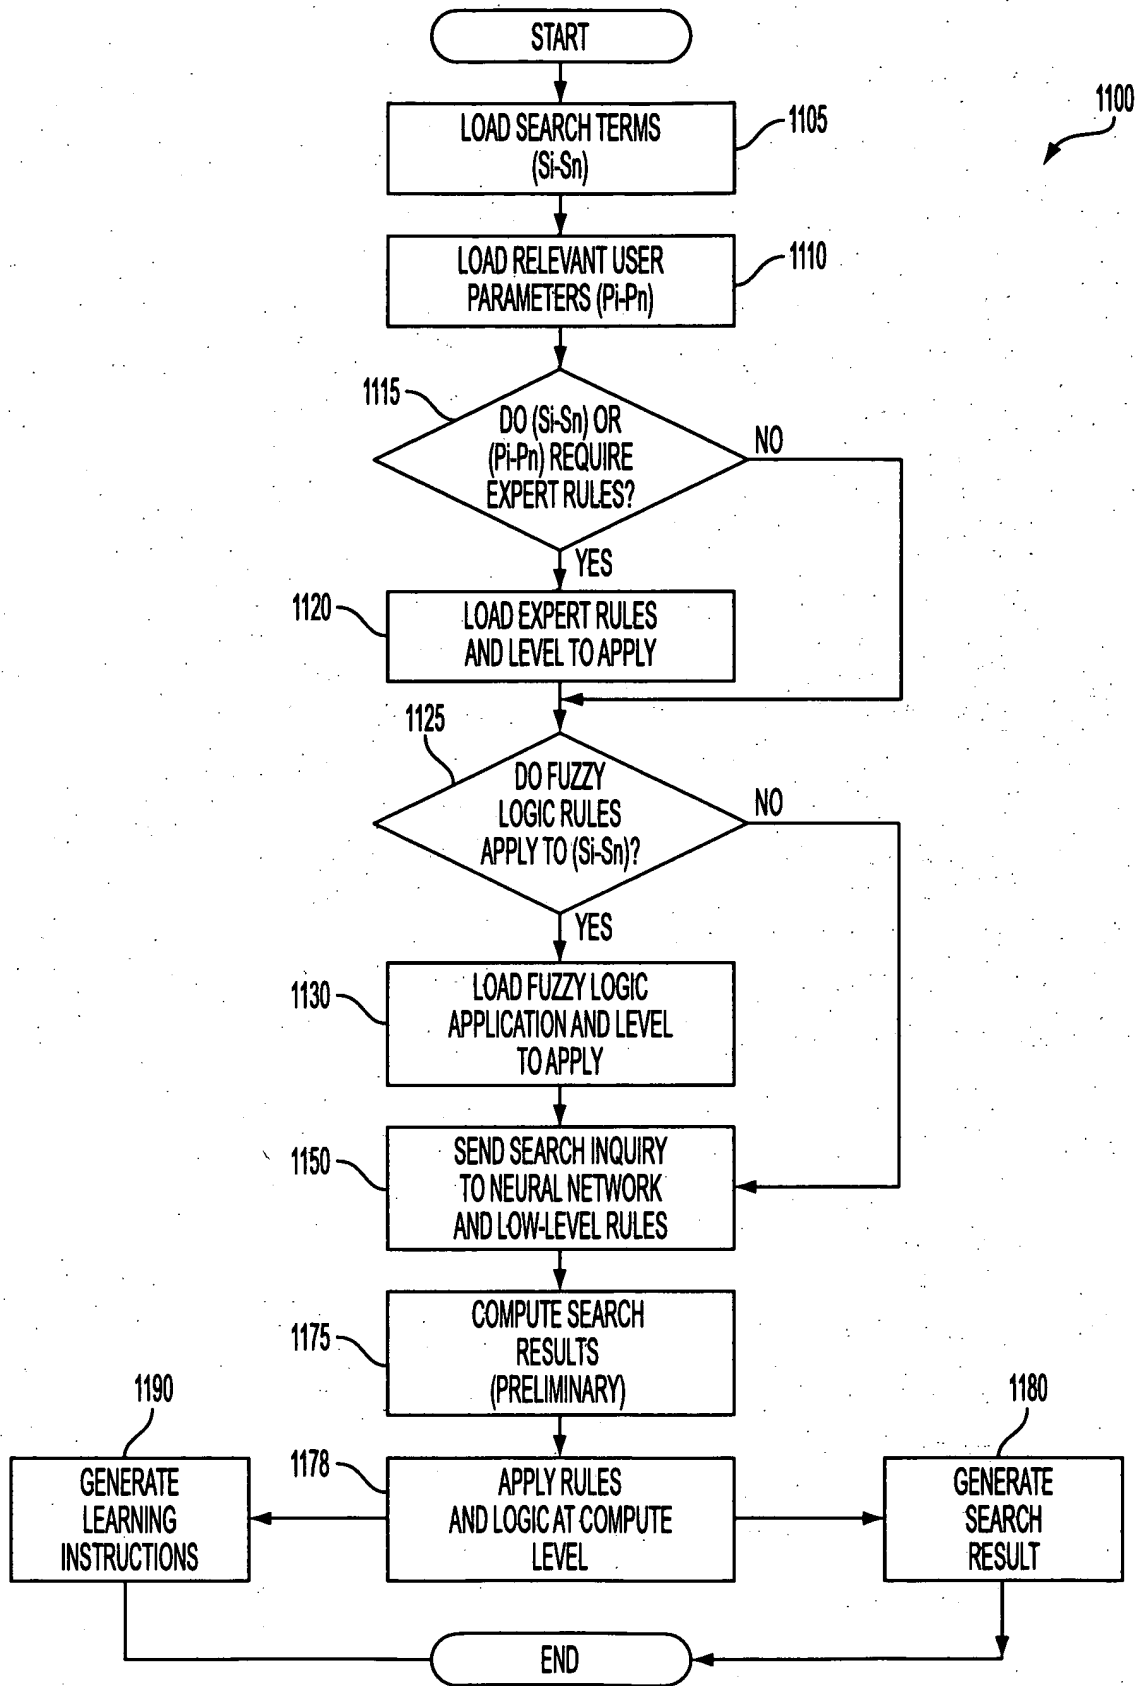 START
1100
LOAD SEARCH TERMS
(Si-Sn)
1105
LOAD RELEVANT USER
PARAMETERS (Pi-Pn)
1110
1115
DO (Si-Sn) OR
(Pi-Pn) REQUIRE
EXPERT RULES?
NO
YES
1120
LOAD EXPERT RULES
AND LEVEL TO APPLY
1125
DO FUZZY
LOGIC RULES
APPLY TO (Si-Sn)?
NO
YES
1130
LOAD FUZZY LOGIC
APPLICATION AND LEVEL
TO APPLY
1150
SEND SEARCH INQUIRY
TO NEURAL NETWORK
AND LOW-LEVEL RULES
1175
COMPUTE SEARCH
RESULTS
(PRELIMINARY)
1190
GENERATE
LEARNING
INSTRUCTIONS
1178
APPLY RULES
AND LOGIC AT COMPUTE
LEVEL
1180
GENERATE
SEARCH
RESULT
END